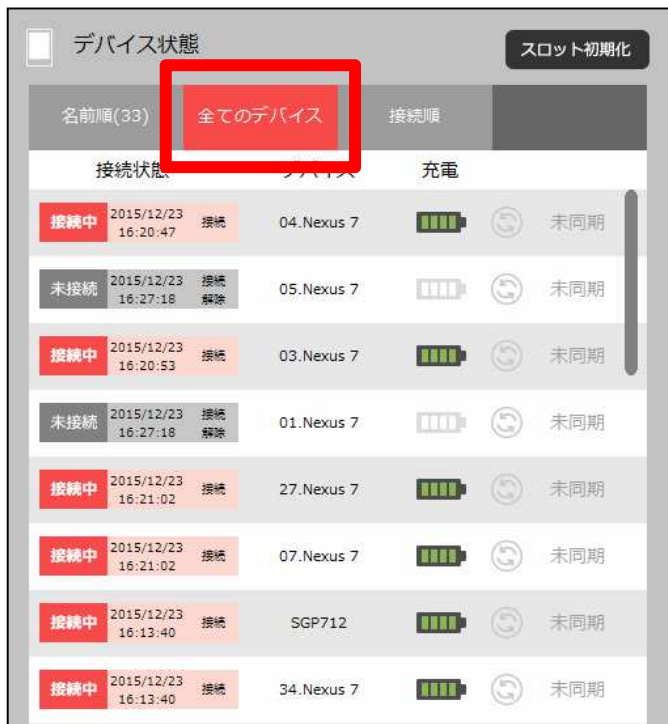 デバイス状態
スロット初期化
名前順(33) 全てのデバイス 接続順
接続状態 デバイス 充電
接続中 2015/12/23 16:20:47 接続 04.Nexus 7 未同期
未接続 2015/12/23 16:27:18 接続解除 05.Nexus 7 未同期
接続中 2015/12/23 16:20:53 接続 03.Nexus 7 未同期
未接続 2015/12/23 16:27:18 接続解除 01.Nexus 7 未同期
接続中 2015/12/23 16:21:02 接続 27.Nexus 7 未同期
接続中 2015/12/23 16:21:02 接続 07.Nexus 7 未同期
接続中 2015/12/23 16:13:40 接続 SGP712 未同期
接続中 2015/12/23 16:13:40 接続 34.Nexus 7 未同期